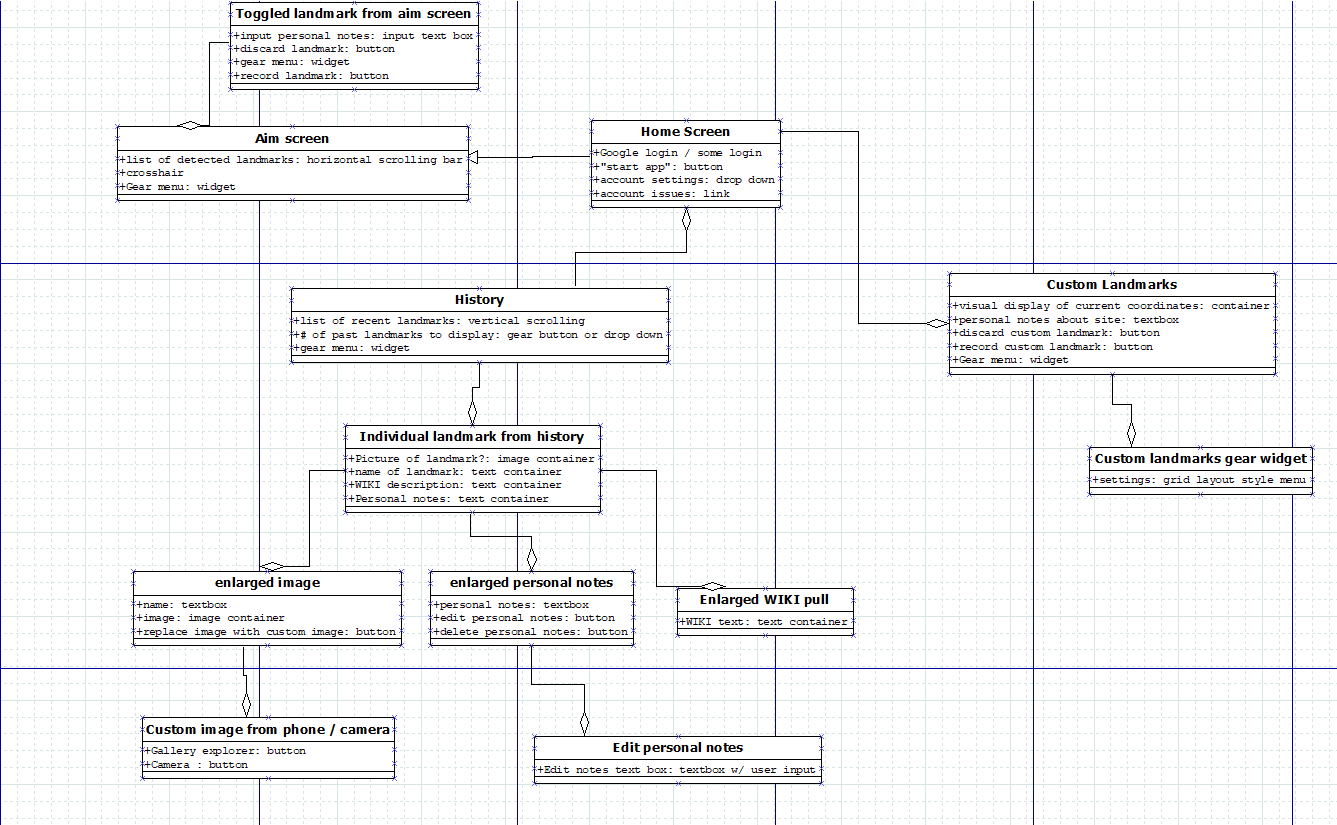 Toggled landmark from aim screen
+input personal notes: input text box
+discard landmark: button
+gear menu: widget
+record landmark: button
Aim screen
+list of detected landmarks: horizontal scrolling bar
+crosshair
+Gear menu: widget
Home Screen
+Google login / some login
+"start app": button
+account settings: drop down
+account issues: link
History
+list of recent landmarks: vertical scrolling
+# of past landmarks to display: gear button or drop down
+gear menu: widget
Custom Landmarks
+visual display of current coordinates: container
+personal notes about site: textbox
+discard custom landmark: button
+record custom landmark: button
+Gear menu: widget
Individual landmark from history
+Picture of landmark?: image container
+name of landmark: text container
+WIKI description: text container
+Personal notes: text container
Custom landmarks gear widget
+settings: grid layout style menu
enlarged image
+name: textbox
+image: image container
+replace image with custom image: button
enlarged personal notes
+personal notes: textbox
+edit personal notes: button
+delete personal notes: button
Enlarged WIKI pull
+WIKI text: text container
Custom image from phone / camera
+Gallery explorer: button
+Camera : button
Edit personal notes
+Edit notes text box: textbox w/ user input